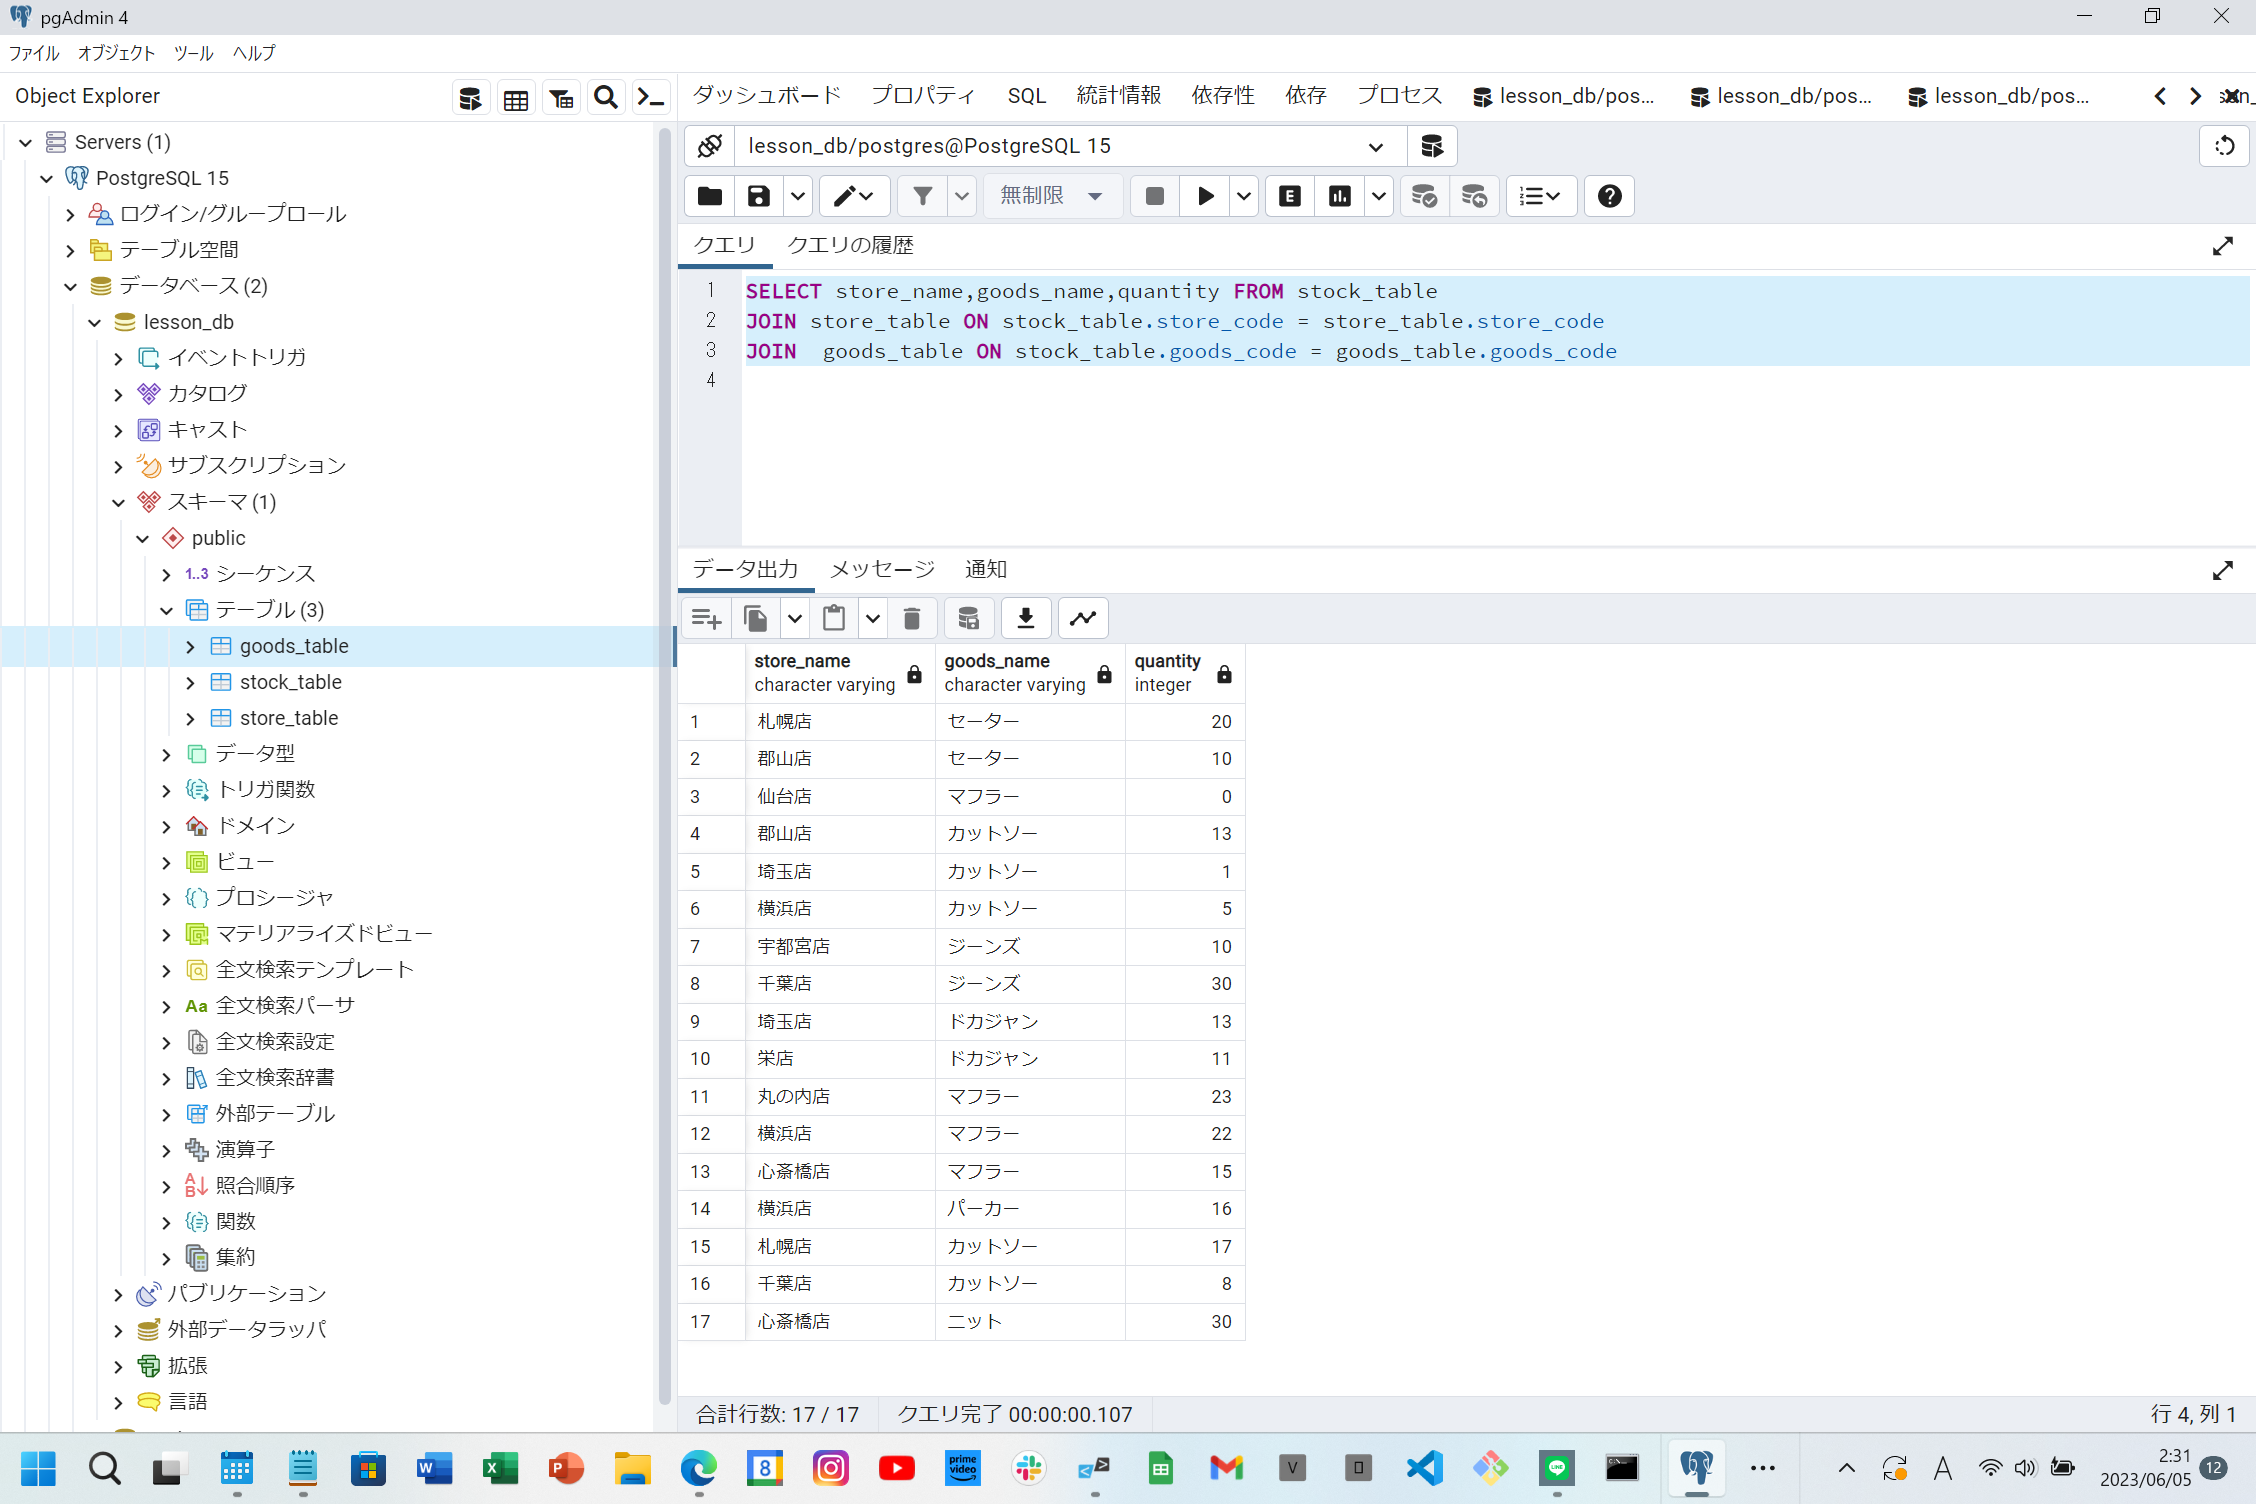 pgAdmin 4
ファイル オブジェクト ツール ヘルプ
Object Explorer
ダッシュボード プロパティ SQL 統計情報 依存性 依存 プロセス lesson_db/pos... lesson_db/pos... lesson_db/pos...
Servers (1)
PostgreSQL 15
ログイン/グループロール
テーブル空間
データベース (2)
lesson_db
イベントトリガ
カタログ
キャスト
サブスクリプション
スキーマ (1)
public
1..3 シーケンス
テーブル (3)
goods_table
stock_table
store_table
データ型
トリガ関数
ドメイン
ビュー
プロシージャ
マテリアライズドビュー
全文検索テンプレート
Aa 全文検索パーサ
全文検索設定
全文検索辞書
外部テーブル
演算子
照合順序
関数
集約
パブリケーション
外部データラッパ
拡張
言語
lesson_db/postgres@PostgreSQL 15
無制限
E
クエリ クエリの履歴
1 SELECT store_name,goods_name,quantity FROM stock_table
2 JOIN store_table ON stock_table.store_code = store_table.store_code
3 JOIN  goods_table ON stock_table.goods_code = goods_table.goods_code
4
データ出力 メッセージ 通知
store_name goods_name quantity
character varying character varying integer
1 札幌店 セーター 20
2 郡山店 セーター 10
3 仙台店 マフラー 0
4 郡山店 カットソー 13
5 埼玉店 カットソー 1
6 横浜店 カットソー 5
7 宇都宮店 ジーンズ 10
8 千葉店 ジーンズ 30
9 埼玉店 ドカジャン 13
10 栄店 ドカジャン 11
11 丸の内店 マフラー 23
12 横浜店 マフラー 22
13 心斎橋店 マフラー 15
14 横浜店 パーカー 16
15 札幌店 カットソー 17
16 千葉店 カットソー 8
17 心斎橋店 ニット 30
合計行数: 17 / 17 クエリ完了 00:00:00.107 行 4, 列 1
prime video
A
2:31
2023/06/05
12